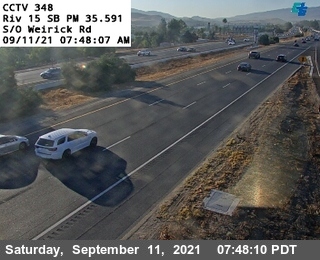 CCTV 348
Riv 15 SB PM 35.591
S/O Weirick Rd
09/11/21 07:48:07 AM
Saturday, September 11, 2021 07:48:10 PDT